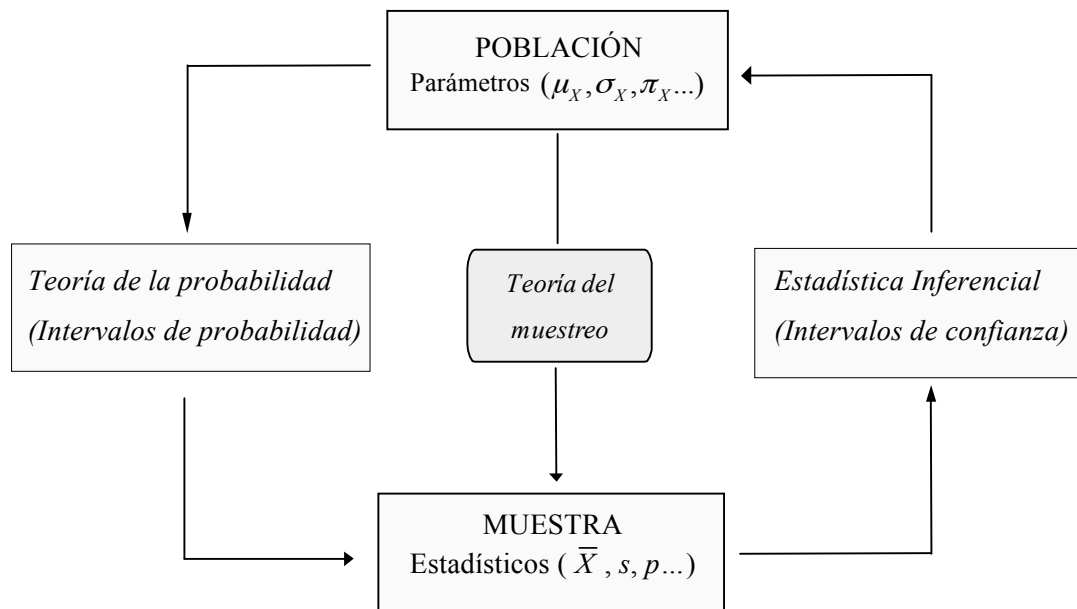 POBLACIÓN
Parámetros (μ_X, σ_X, π_X...)
Teoría de la probabilidad
(Intervalos de probabilidad)
Teoría del
muestreo
Estadística Inferencial
(Intervalos de confianza)
MUESTRA
Estadísticos ( X̅ , s, p...)